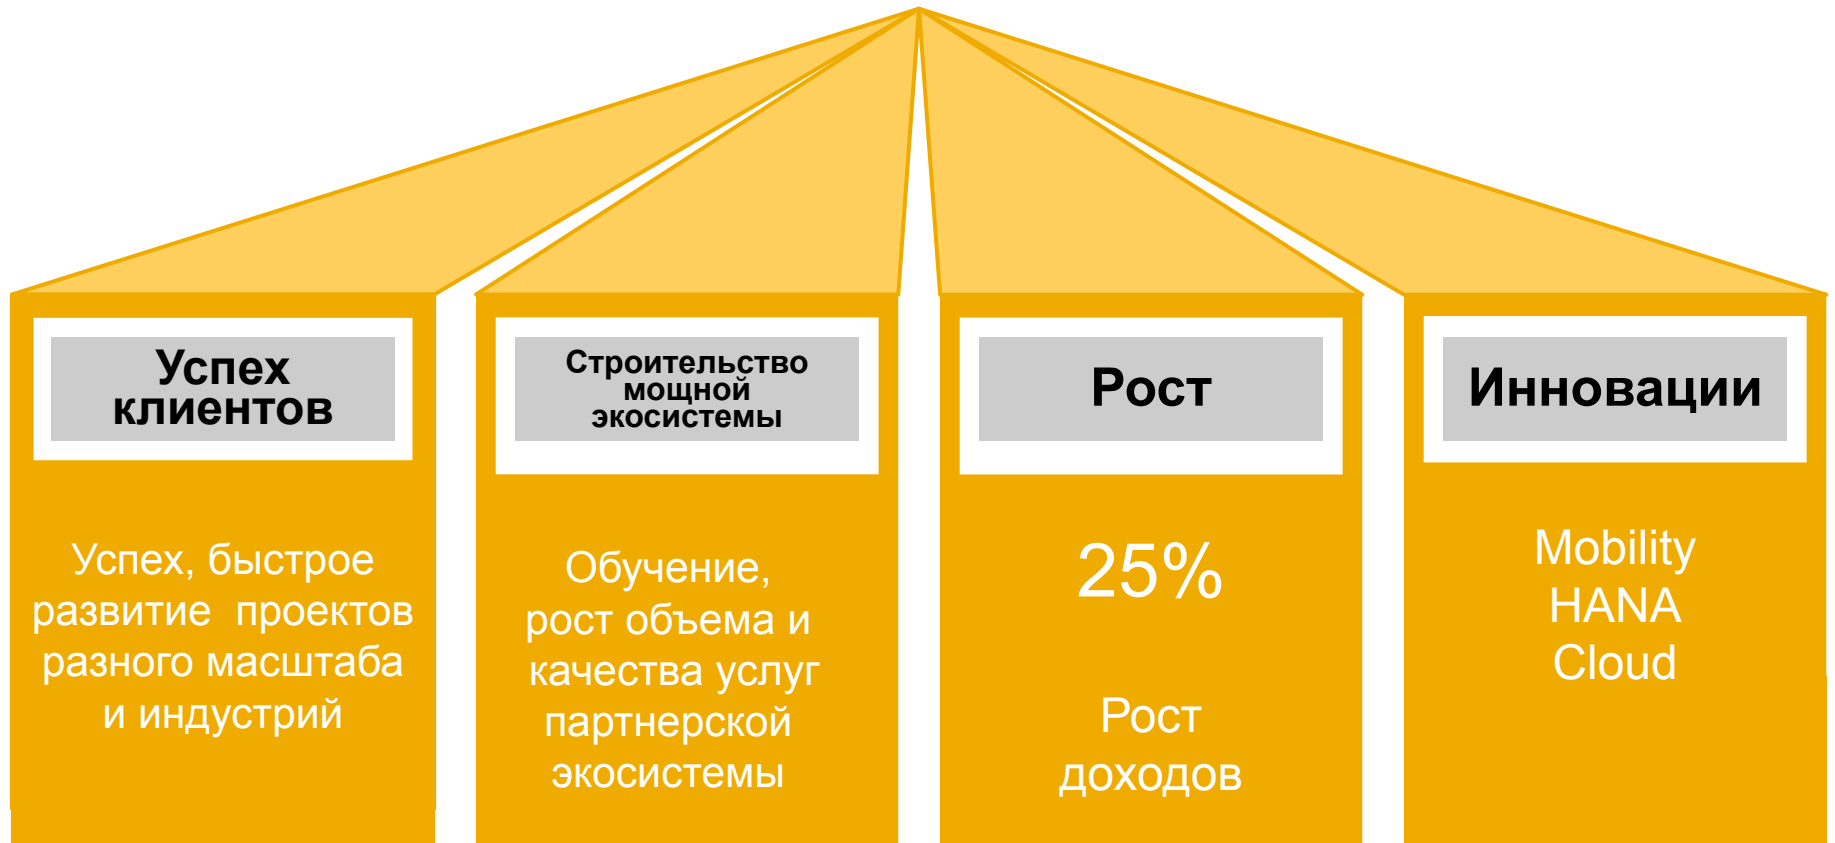 Успех
клиентов
Успех, быстрое
развитие проектов
разного масштаба
и индустрий
Строительство
мощной
экосистемы
Обучение,
рост объема и
качества услуг
партнерской
экосистемы
Рост
25%
Рост
доходов
Инновации
Mobility
HANA
Cloud